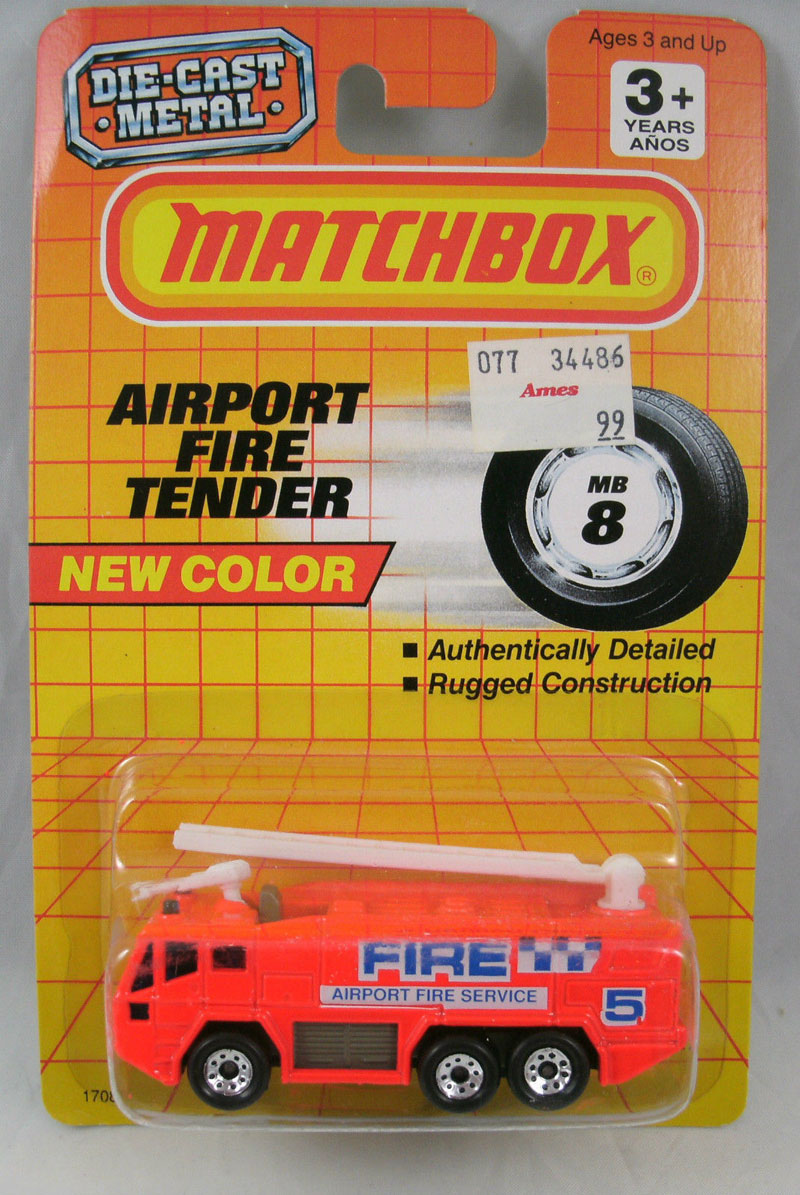 DIE-CAST
• METAL •
Ages 3 and Up
3+
YEARS
AÑOS
MATCHBOX ®
077 34486
Ames
99
AIRPORT
FIRE
TENDER
MB
8
NEW COLOR
■ Authentically Detailed
■ Rugged Construction
FIRE
AIRPORT FIRE SERVICE
5